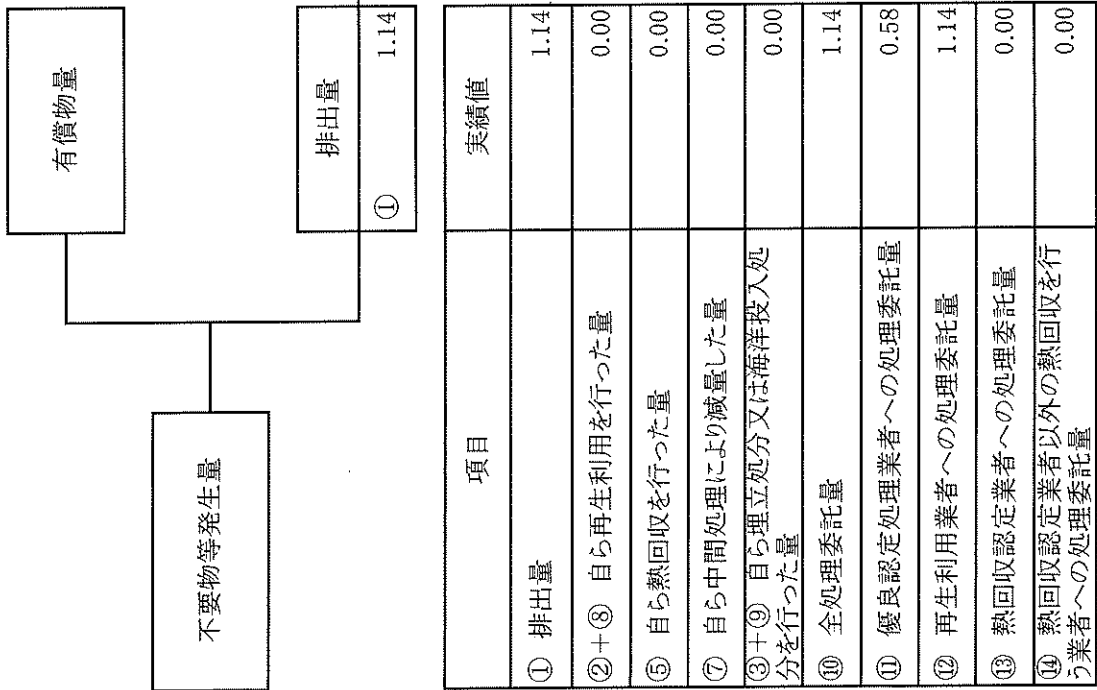 有償物量
不要物等発生量
排出量
① 1.14
項目 実績値
① 排出量 1.14
②+⑧ 自ら再生利用を行った量 0.00
⑤ 自ら熱回収を行った量 0.00
⑦ 自ら中間処理により減量した量 0.00
③+⑨ 自ら埋立処分又は海洋投入処
分を行った量 0.00
⑩ 全処理委託量 1.14
⑪ 優良認定処理業者への処理委託量 0.58
⑫ 再生利用業者への処理委託量 1.14
⑬ 熱回収認定業者への処理委託量 0.00
⑭ 熱回収認定業者以外の熱回収を行
う業者への処理委託量 0.00